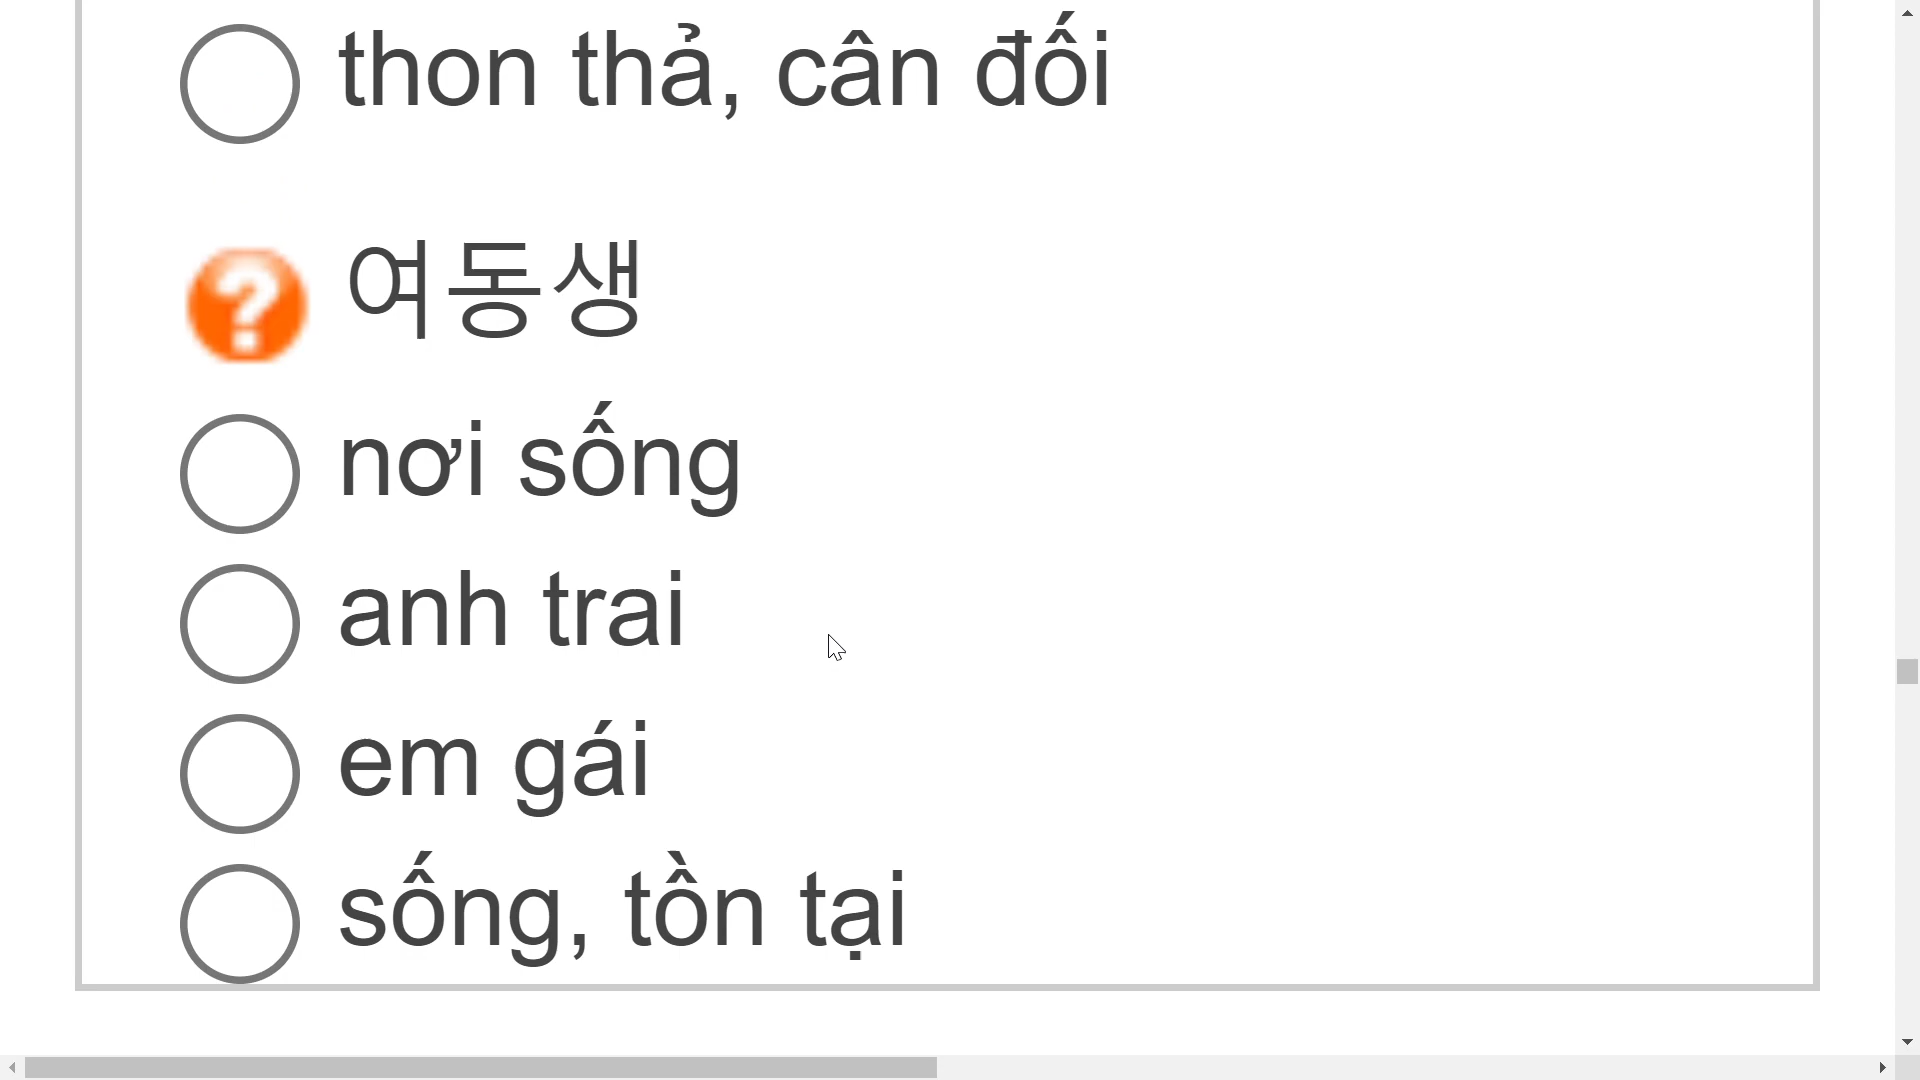 thon thả, cân đối
여동생
nơi sống
anh trai
em gái
sống, tồn tại